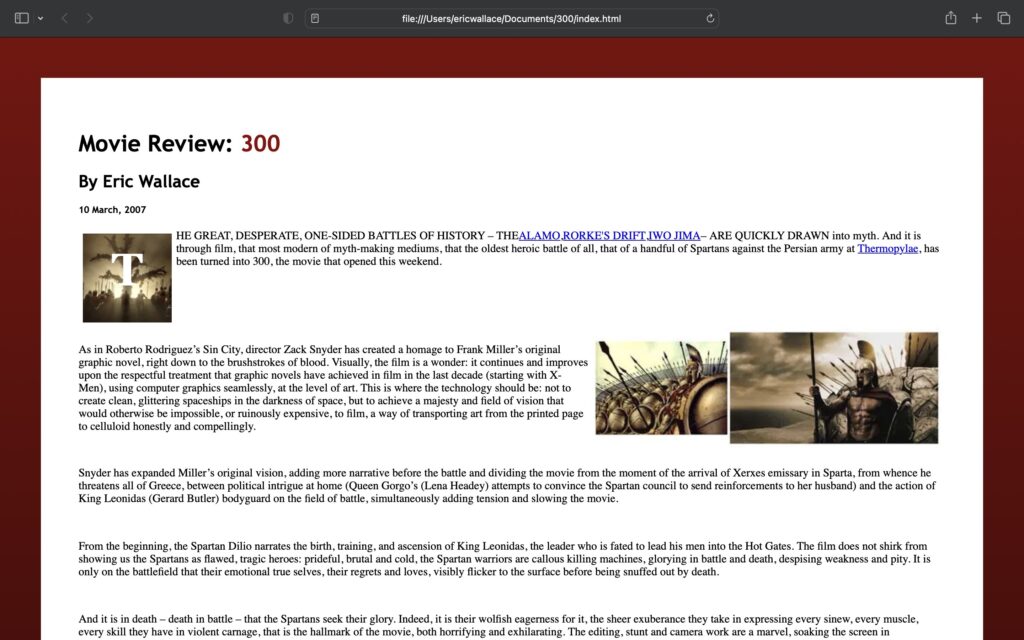 file:///Users/ericwallace/Documents/300/index.html
Movie Review: 300
By Eric Wallace
10 March, 2007
T
HE GREAT, DESPERATE, ONE-SIDED BATTLES OF HISTORY – THEALAMO,RORKE'S DRIFT,IWO JIMA– ARE QUICKLY DRAWN into myth. And it is
through film, that most modern of myth-making mediums, that the oldest heroic battle of all, that of a handful of Spartans against the Persian army at Thermopylae, has
been turned into 300, the movie that opened this weekend.
As in Roberto Rodriguez’s Sin City, director Zack Snyder has created a homage to Frank Miller’s original
graphic novel, right down to the brushstrokes of blood. Visually, the film is a wonder: it continues and improves
upon the respectful treatment that graphic novels have achieved in film in the last decade (starting with X-
Men), using computer graphics seamlessly, at the level of art. This is where the technology should be: not to
create clean, glittering spaceships in the darkness of space, but to achieve a majesty and field of vision that
would otherwise be impossible, or ruinously expensive, to film, a way of transporting art from the printed page
to celluloid honestly and compellingly.
Snyder has expanded Miller’s original vision, adding more narrative before the battle and dividing the movie from the moment of the arrival of Xerxes emissary in Sparta, from whence he
threatens all of Greece, between political intrigue at home (Queen Gorgo’s (Lena Headey) attempts to convince the Spartan council to send reinforcements to her husband) and the action of
King Leonidas (Gerard Butler) bodyguard on the field of battle, simultaneously adding tension and slowing the movie.
From the beginning, the Spartan Dilio narrates the birth, training, and ascension of King Leonidas, the leader who is fated to lead his men into the Hot Gates. The film does not shirk from
showing us the Spartans as flawed, tragic heroes: prideful, brutal and cold, the Spartan warriors are callous killing machines, glorying in battle and death, despising weakness and pity. It is
only on the battlefield that their emotional true selves, their regrets and loves, visibly flicker to the surface before being snuffed out by death.
And it is in death – death in battle – that the Spartans seek their glory. Indeed, it is their wolfish eagerness for it, the sheer exuberance they take in expressing every sinew, every muscle,
every skill they have in violent carnage, that is the hallmark of the movie, both horrifying and exhilarating. The editing, stunt and camera work are a marvel, soaking the screen in